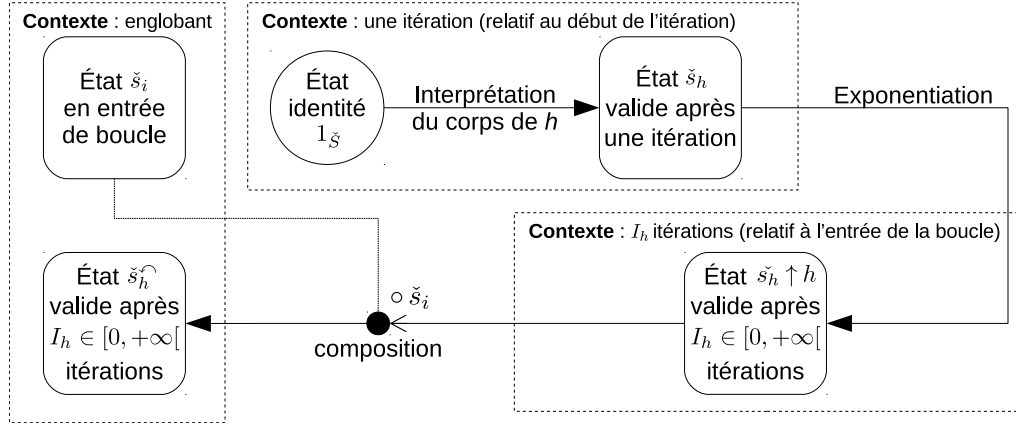 Contexte : englobant
État š_i
en entrée
de boucle
Contexte : une itération (relatif au début de l'itération)
État
identité
1_Š
Interprétation
du corps de h
État š_h
valide après
une itération
Exponentiation
Contexte : I_h itérations (relatif à l'entrée de la boucle)
État š_h ↑ h
valide après
I_h ∈ [0, +∞[
itérations
∘ š_i
composition
État š_h^↶
valide après
I_h ∈ [0, +∞[
itérations